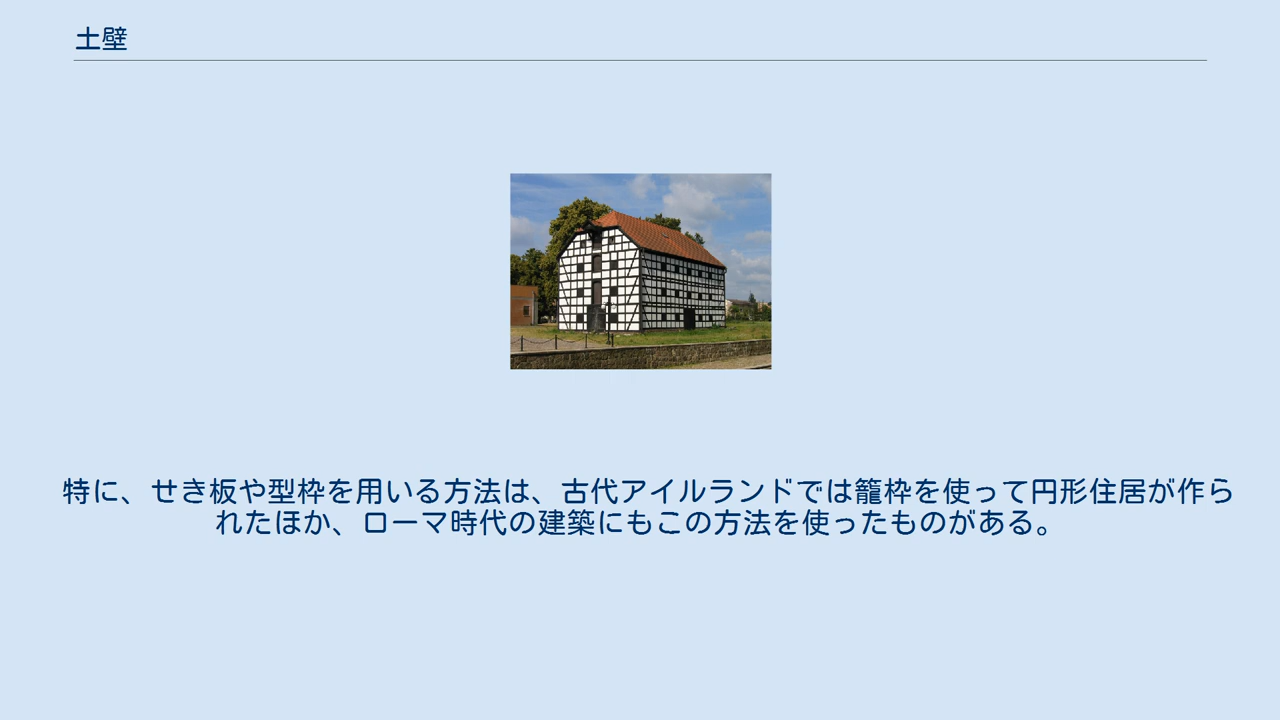 土壁
特に、せき板や型枠を用いる方法は、古代アイルランドでは籠枠を使って円形住居が作ら
れたほか、ローマ時代の建築にもこの方法を使ったものがある。